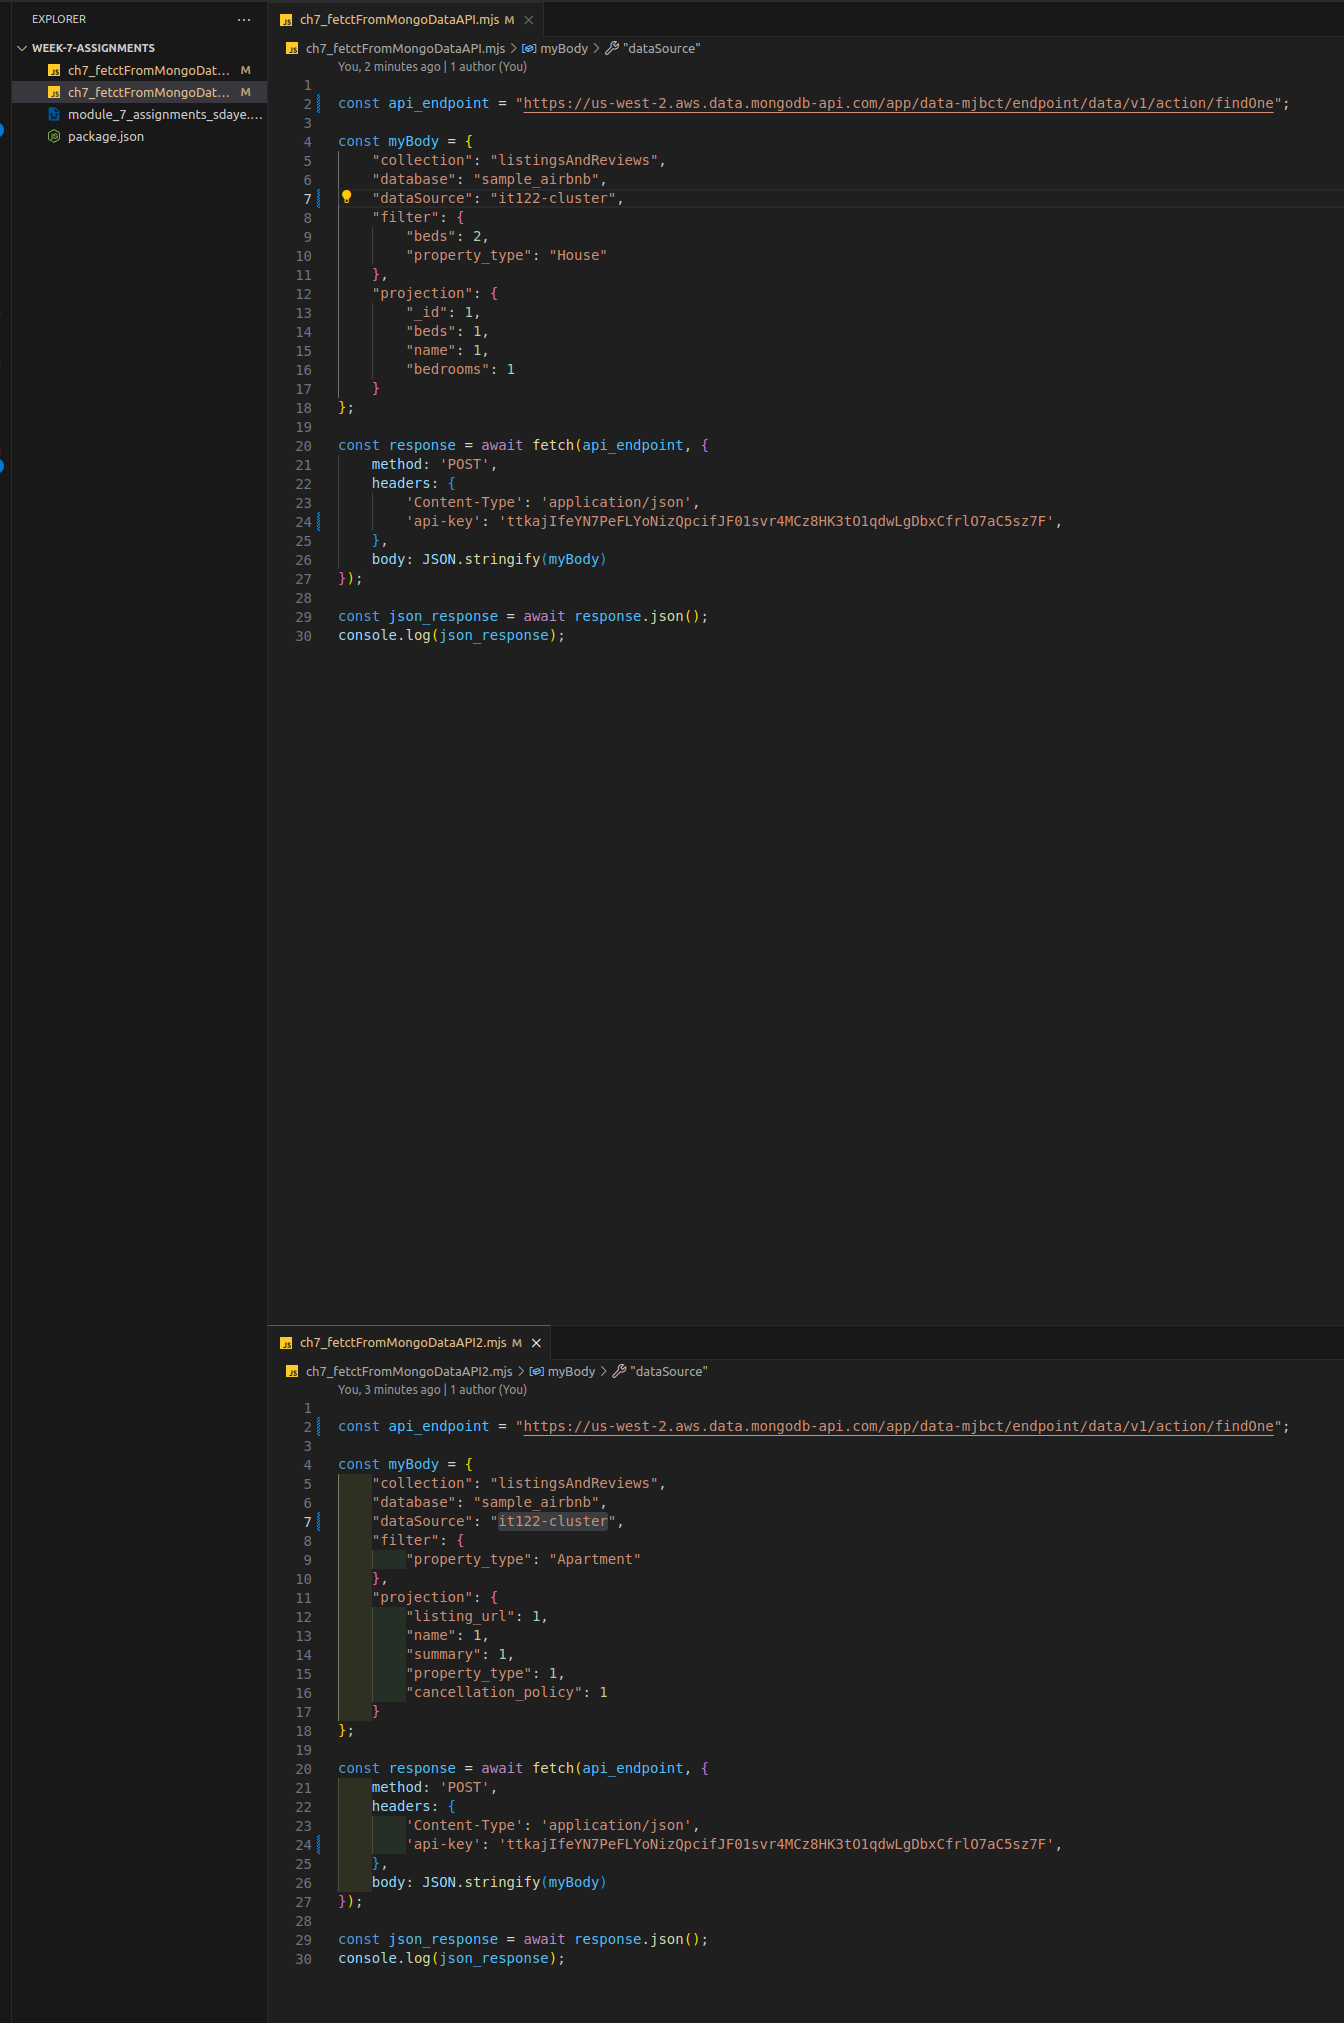 EXPLORER
WEEK-7-ASSIGNMENTS
ch7_fetctFromMongoDat... M
ch7_fetctFromMongoDat... M
module_7_assignments_sdaye....
package.json
ch7_fetctFromMongoDataAPI.mjs M
ch7_fetctFromMongoDataAPI.mjs > myBody > "dataSource"
You, 2 minutes ago | 1 author (You)
1
2 const api_endpoint = "https://us-west-2.aws.data.mongodb-api.com/app/data-mjbct/endpoint/data/v1/action/findOne";
3
4 const myBody = {
5 "collection": "listingsAndReviews",
6 "database": "sample_airbnb",
7 "dataSource": "it122-cluster",
8 "filter": {
9 "beds": 2,
10 "property_type": "House"
11 },
12 "projection": {
13 "_id": 1,
14 "beds": 1,
15 "name": 1,
16 "bedrooms": 1
17 }
18 };
19
20 const response = await fetch(api_endpoint, {
21 method: 'POST',
22 headers: {
23 'Content-Type': 'application/json',
24 'api-key': 'ttkajIfeYN7PeFLYoNizQpcifJF01svr4MCz8HK3tO1qdwLgDbxCfrlO7aC5sz7F',
25 },
26 body: JSON.stringify(myBody)
27 });
28
29 const json_response = await response.json();
30 console.log(json_response);
ch7_fetctFromMongoDataAPI2.mjs M
ch7_fetctFromMongoDataAPI2.mjs > myBody > "dataSource"
You, 3 minutes ago | 1 author (You)
1
2 const api_endpoint = "https://us-west-2.aws.data.mongodb-api.com/app/data-mjbct/endpoint/data/v1/action/findOne";
3
4 const myBody = {
5 "collection": "listingsAndReviews",
6 "database": "sample_airbnb",
7 "dataSource": "it122-cluster",
8 "filter": {
9 "property_type": "Apartment"
10 },
11 "projection": {
12 "listing_url": 1,
13 "name": 1,
14 "summary": 1,
15 "property_type": 1,
16 "cancellation_policy": 1
17 }
18 };
19
20 const response = await fetch(api_endpoint, {
21 method: 'POST',
22 headers: {
23 'Content-Type': 'application/json',
24 'api-key': 'ttkajIfeYN7PeFLYoNizQpcifJF01svr4MCz8HK3tO1qdwLgDbxCfrlO7aC5sz7F',
25 },
26 body: JSON.stringify(myBody)
27 });
28
29 const json_response = await response.json();
30 console.log(json_response);